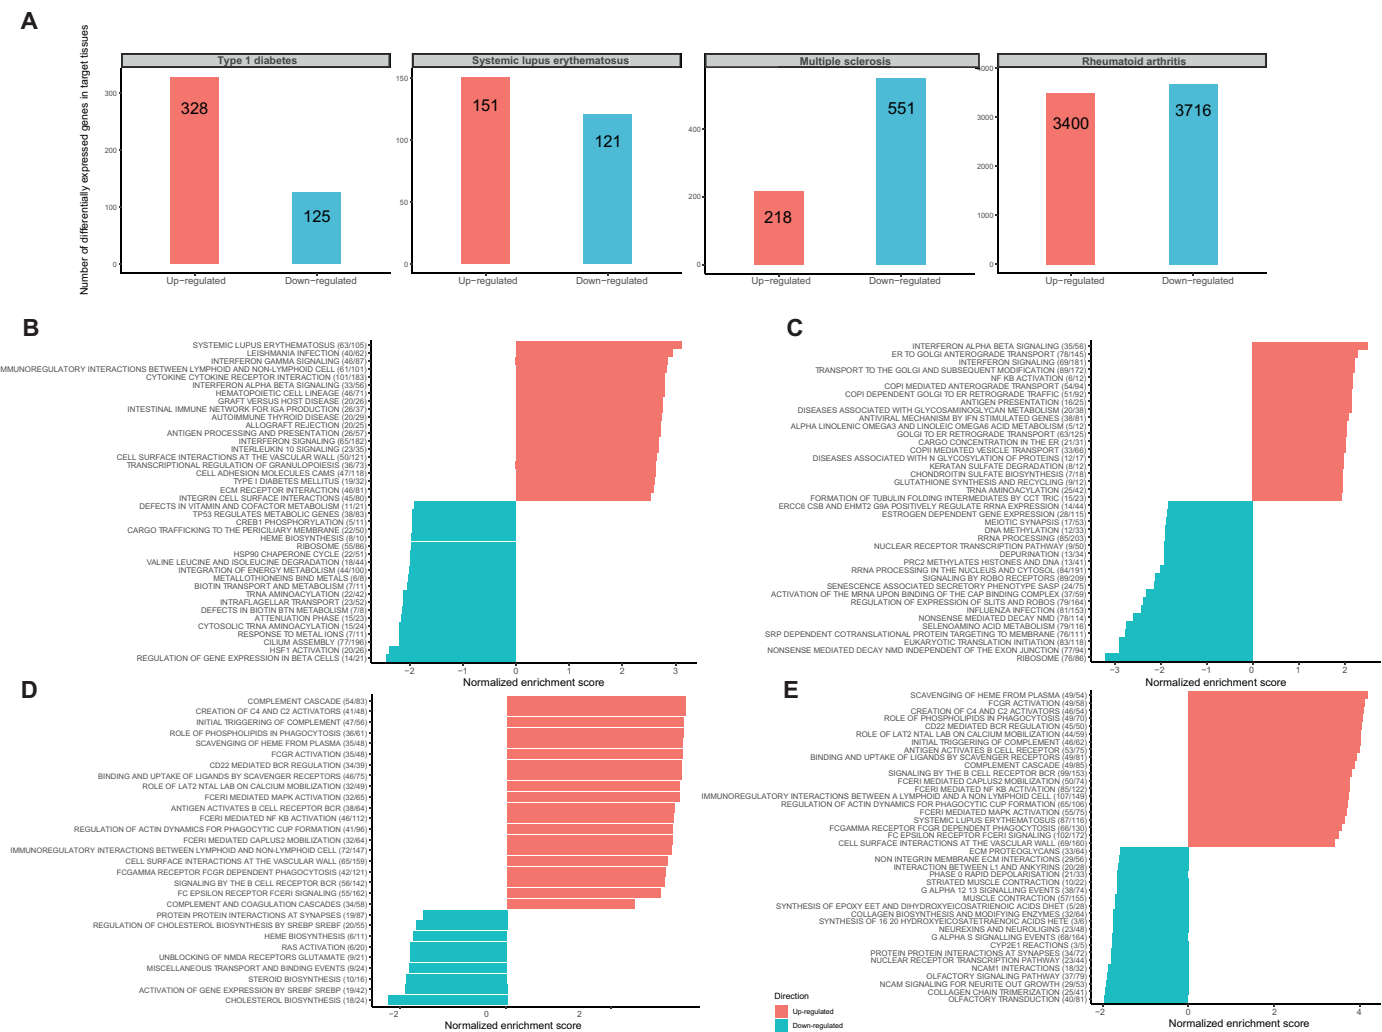 A
Number of differentially expressed genes in target tissues
Type 1 diabetes
300
200
100
0
328
125
Up−regulated
Down−regulated
Systemic lupus erythematosus
150
100
50
0
151
121
Up−regulated
Down−regulated
Multiple sclerosis
400
200
0
218
551
Up−regulated
Down−regulated
Rheumatoid arthritis
4000
3000
2000
1000
0
3400
3716
Up−regulated
Down−regulated
B
SYSTEMIC LUPUS ERYTHEMATOSUS (63/105)
LEISHMANIA INFECTION (40/62)
INTERFERON GAMMA SIGNALING (46/87)
MMUNOREGULATORY INTERACTIONS BETWEEN LYMPHOID AND NON-LYMPHOID CELL (61/101)
CYTOKINE CYTOKINE RECEPTOR INTERACTION (101/183)
INTERFERON ALPHA BETA SIGNALING (33/56)
HEMATOPOIETIC CELL LINEAGE (46/71)
GRAFT VERSUS HOST DISEASE (20/26)
INTESTINAL IMMUNE NETWORK FOR IGA PRODUCTION (26/37)
AUTOIMMUNE THYROID DISEASE (20/29)
ALLOGRAFT REJECTION (20/25)
ANTIGEN PROCESSING AND PRESENTATION (26/57)
INTERFERON SIGNALING (65/182)
INTERLEUKIN 10 SIGNALING (23/35)
CELL SURFACE INTERACTIONS AT THE VASCULAR WALL (50/121)
TRANSCRIPTIONAL REGULATION OF GRANULOPOIESIS (36/73)
CELL ADHESION MOLECULES CAMS (47/118)
TYPE I DIABETES MELLITUS (19/32)
ECM RECEPTOR INTERACTION (46/81)
INTEGRIN CELL SURFACE INTERACTIONS (45/80)
DEFECTS IN VITAMIN AND COFACTOR METABOLISM (11/21)
TP53 REGULATES METABOLIC GENES (38/83)
CREB1 PHOSPHORYLATION (5/11)
CARGO TRAFFICKING TO THE PERICILIARY MEMBRANE (22/50)
HEME BIOSYNTHESIS (8/10)
RIBOSOME (55/86)
HSP90 CHAPERONE CYCLE (22/51)
VALINE LEUCINE AND ISOLEUCINE DEGRADATION (18/44)
INTEGRATION OF ENERGY METABOLISM (44/100)
METALLOTHIONEINS BIND METALS (6/8)
BIOTIN TRANSPORT AND METABOLISM (7/11)
TRNA AMINOACYLATION (22/42)
INTRAFLAGELLAR TRANSPORT (23/52)
DEFECTS IN BIOTIN BTN METABOLISM (7/8)
ATTENUATION PHASE (15/23)
CYTOSOLIC TRNA AMINOACYLATION (15/24)
RESPONSE TO METAL IONS (7/11)
CILIUM ASSEMBLY (77/196)
HSF1 ACTIVATION (20/26)
REGULATION OF GENE EXPRESSION IN BETA CELLS (14/21)
−2 −1 0 1 2 3
Normalized enrichment score
C
INTERFERON ALPHA BETA SIGNALING (35/56)
ER TO GOLGI ANTEROGRADE TRANSPORT (78/145)
INTERFERON SIGNALING (69/181)
TRANSPORT TO THE GOLGI AND SUBSEQUENT MODIFICATION (89/172)
NF KB ACTIVATION (6/12)
COPI MEDIATED ANTEROGRADE TRANSPORT (54/94)
COPI DEPENDENT GOLGI TO ER RETROGRADE TRAFFIC (51/92)
ANTIGEN PRESENTATION (16/25)
DISEASES ASSOCIATED WITH GLYCOSAMINOGLYCAN METABOLISM (20/38)
ANTIVIRAL MECHANISM BY IFN STIMULATED GENES (38/81)
ALPHA LINOLENIC OMEGA3 AND LINOLEIC OMEGA6 ACID METABOLISM (5/12)
GOLGI TO ER RETROGRADE TRANSPORT (63/125)
CARGO CONCENTRATION IN THE ER (21/31)
COPII MEDIATED VESICLE TRANSPORT (33/66)
DISEASES ASSOCIATED WITH N GLYCOSYLATION OF PROTEINS (12/17)
KERATAN SULFATE DEGRADATION (8/12)
CHONDROITIN SULFATE BIOSYNTHESIS (7/18)
GLUTATHIONE SYNTHESIS AND RECYCLING (9/12)
TRNA AMINOACYLATION (25/42)
FORMATION OF TUBULIN FOLDING INTERMEDIATES BY CCT TRIC (15/23)
ERCC6 CSB AND EHMT2 G9A POSITIVELY REGULATE RRNA EXPRESSION (14/44)
ESTROGEN DEPENDENT GENE EXPRESSION (28/115)
MEIOTIC SYNAPSIS (17/53)
DNA METHYLATION (12/33)
RRNA PROCESSING (85/203)
NUCLEAR RECEPTOR TRANSCRIPTION PATHWAY (9/50)
DEPURINATION (13/34)
PRC2 METHYLATES HISTONES AND DNA (13/41)
RRNA PROCESSING IN THE NUCLEUS AND CYTOSOL (84/191)
SIGNALING BY ROBO RECEPTORS (89/209)
SENESCENCE ASSOCIATED SECRETORY PHENOTYPE SASP (24/75)
ACTIVATION OF THE MRNA UPON BINDING OF THE CAP BINDING COMPLEX (37/59)
REGULATION OF EXPRESSION OF SLITS AND ROBOS (79/164)
INFLUENZA INFECTION (81/153)
NONSENSE MEDIATED DECAY NMD (78/114)
SELENOAMINO ACID METABOLISM (79/116)
SRP DEPENDENT COTRANSLATIONAL PROTEIN TARGETING TO MEMBRANE (76/111)
EUKARYOTIC TRANSLATION INITIATION (83/118)
NONSENSE MEDIATED DECAY NMD INDEPENDENT OF THE EXON JUNCTION (77/94)
RIBOSOME (76/86)
−3 −2 −1 0 1 2
Normalized enrichment score
D
COMPLEMENT CASCADE (54/83)
CREATION OF C4 AND C2 ACTIVATORS (41/48)
INITIAL TRIGGERING OF COMPLEMENT (47/56)
ROLE OF PHOSPHOLIPIDS IN PHAGOCYTOSIS (36/61)
SCAVENGING OF HEME FROM PLASMA (35/48)
FCGR ACTIVATION (35/48)
CD22 MEDIATED BCR REGULATION (34/39)
BINDING AND UPTAKE OF LIGANDS BY SCAVENGER RECEPTORS (46/75)
ROLE OF LAT2 NTAL LAB ON CALCIUM MOBILIZATION (32/49)
FCERI MEDIATED MAPK ACTIVATION (32/65)
ANTIGEN ACTIVATES B CELL RECEPTOR BCR (38/64)
FCERI MEDIATED NF KB ACTIVATION (46/112)
REGULATION OF ACTIN DYNAMICS FOR PHAGOCYTIC CUP FORMATION (41/96)
FCERI MEDIATED CAPLUS2 MOBILIZATION (32/64)
IMMUNOREGULATORY INTERACTIONS BETWEEN LYMPHOID AND NON-LYMPHOID CELL (72/147)
CELL SURFACE INTERACTIONS AT THE VASCULAR WALL (65/159)
FCGAMMA RECEPTOR FCGR DEPENDENT PHAGOCYTOSIS (42/121)
SIGNALING BY THE B CELL RECEPTOR BCR (56/142)
FC EPSILON RECEPTOR FCERI SIGNALING (55/162)
COMPLEMENT AND COAGULATION CASCADES (34/58)
PROTEIN PROTEIN INTERACTIONS AT SYNAPSES (19/87)
REGULATION OF CHOLESTEROL BIOSYNTHESIS BY SREBP SREBF (20/55)
HEME BIOSYNTHESIS (6/11)
RAS ACTIVATION (6/20)
UNBLOCKING OF NMDA RECEPTORS GLUTAMATE (9/21)
MISCELLANEOUS TRANSPORT AND BINDING EVENTS (9/24)
STEROID BIOSYNTHESIS (10/16)
ACTIVATION OF GENE EXPRESSION BY SREBF SREBP (19/42)
CHOLESTEROL BIOSYNTHESIS (18/24)
−2 0 2
Normalized enrichment score
E
SCAVENGING OF HEME FROM PLASMA (49/54)
FCGR ACTIVATION (49/58)
CREATION OF C4 AND C2 ACTIVATORS (46/54)
ROLE OF PHOSPHOLIPIDS IN PHAGOCYTOSIS (49/70)
CD22 MEDIATED BCR REGULATION (45/50)
ROLE OF LAT2 NTAL LAB ON CALCIUM MOBILIZATION (44/59)
INITIAL TRIGGERING OF COMPLEMENT (46/62)
ANTIGEN ACTIVATES B CELL RECEPTOR (53/75)
BINDING AND UPTAKE OF LIGANDS BY SCAVENGER RECEPTORS (49/81)
COMPLEMENT CASCADE (49/85)
SIGNALING BY THE B CELL RECEPTOR BCR (99/153)
FCERI MEDIATED CAPLUS2 MOBILIZATION (50/74)
FCERI MEDIATED NF KB ACTIVATION (85/122)
IMMUNOREGULATORY INTERACTIONS BETWEEN A LYMPHOID AND A NON LYMPHOID CELL (107/149)
REGULATION OF ACTIN DYNAMICS FOR PHAGOCYTIC CUP FORMATION (65/106)
FCERI MEDIATED MAPK ACTIVATION (55/75)
SYSTEMIC LUPUS ERYTHEMATOSUS (87/116)
FCGAMMA RECEPTOR FCGR DEPENDENT PHAGOCYTOSIS (66/130)
FC EPSILON RECEPTOR FCERI SIGNALING (102/172)
CELL SURFACE INTERACTIONS AT THE VASCULAR WALL (69/160)
ECM PROTEOGLYCANS (33/64)
NON INTEGRIN MEMBRANE ECM INTERACTIONS (29/56)
INTERACTION BETWEEN L1 AND ANKYRINS (20/28)
PHASE 0 RAPID DEPOLARISATION (21/33)
STRIATED MUSCLE CONTRACTION (10/22)
G ALPHA 12 13 SIGNALLING EVENTS (38/74)
MUSCLE CONTRACTION (57/155)
SYNTHESIS OF EPOXY EET AND DIHYDROXYEICOSATRIENOIC ACIDS DHET (5/28)
COLLAGEN BIOSYNTHESIS AND MODIFYING ENZYMES (32/64)
SYNTHESIS OF 16 20 HYDROXYEICOSATETRAENOIC ACIDS HETE (3/6)
NEUREXINS AND NEUROLIGINS (23/48)
G ALPHA S SIGNALLING EVENTS (68/164)
CYP2E1 REACTIONS (3/5)
PROTEIN PROTEIN INTERACTIONS AT SYNAPSES (34/72)
NUCLEAR RECEPTOR TRANSCRIPTION PATHWAY (23/44)
NCAM1 INTERACTIONS (18/32)
OLFACTORY SIGNALING PATHWAY (37/79)
NCAM SIGNALING FOR NEURITE OUT GROWTH (29/53)
COLLAGEN CHAIN TRIMERIZATION (25/41)
OLFACTORY TRANSDUCTION (40/81)
−2 0 2 4
Normalized enrichment score
Direction
Up−regulated
Down−regulated